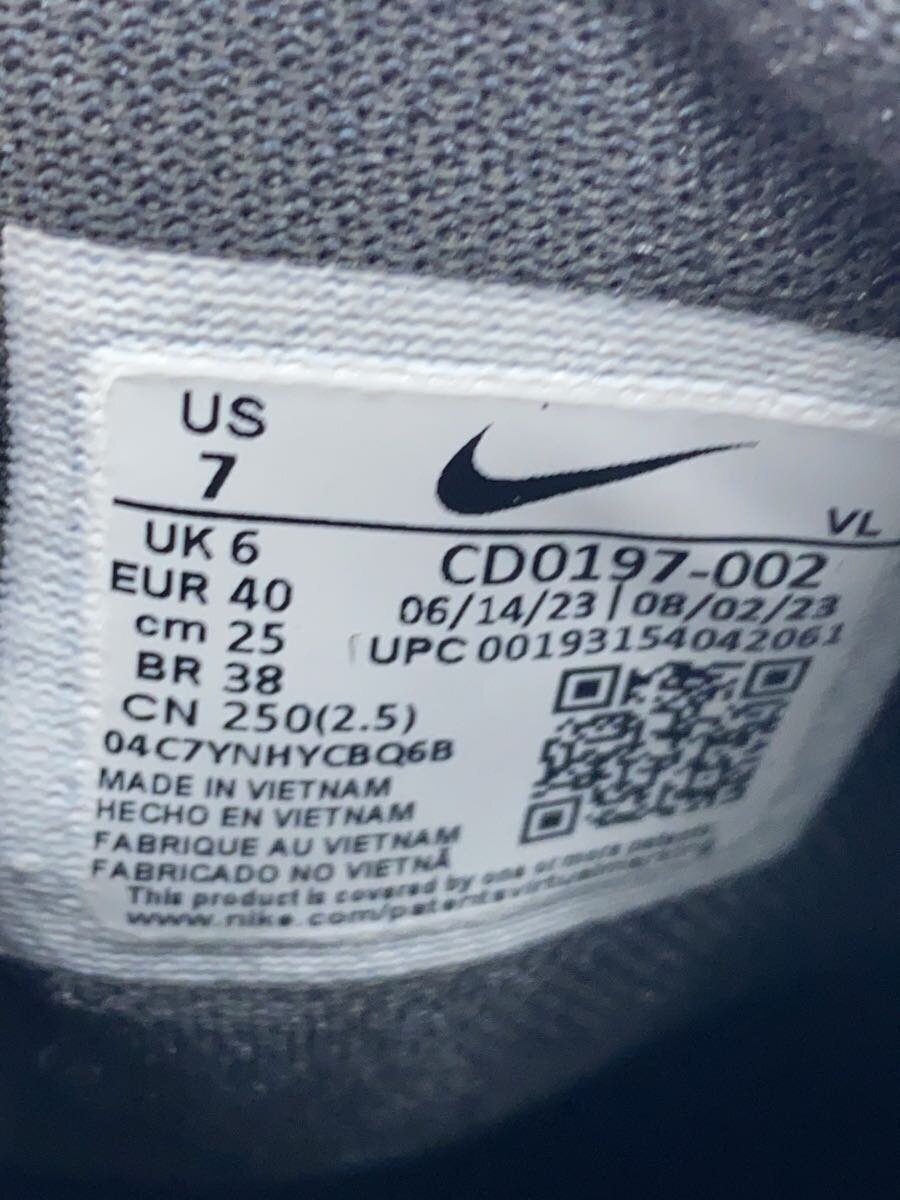 US
7
VL
UK 6
EUR 40
cm 25
BR 38
CN 250(2.5)
04C7YNHYCBQ6B
CD0197-002
06/14/23 | 08/02/23
UPC 00193154042061
MADE IN VIETNAM
HECHO EN VIETNAM
FABRIQUE AU VIETNAM
FABRICADO NO VIETNÃ
This product is covered by one or more patents
www.nike.com/patentsvirtualmarking